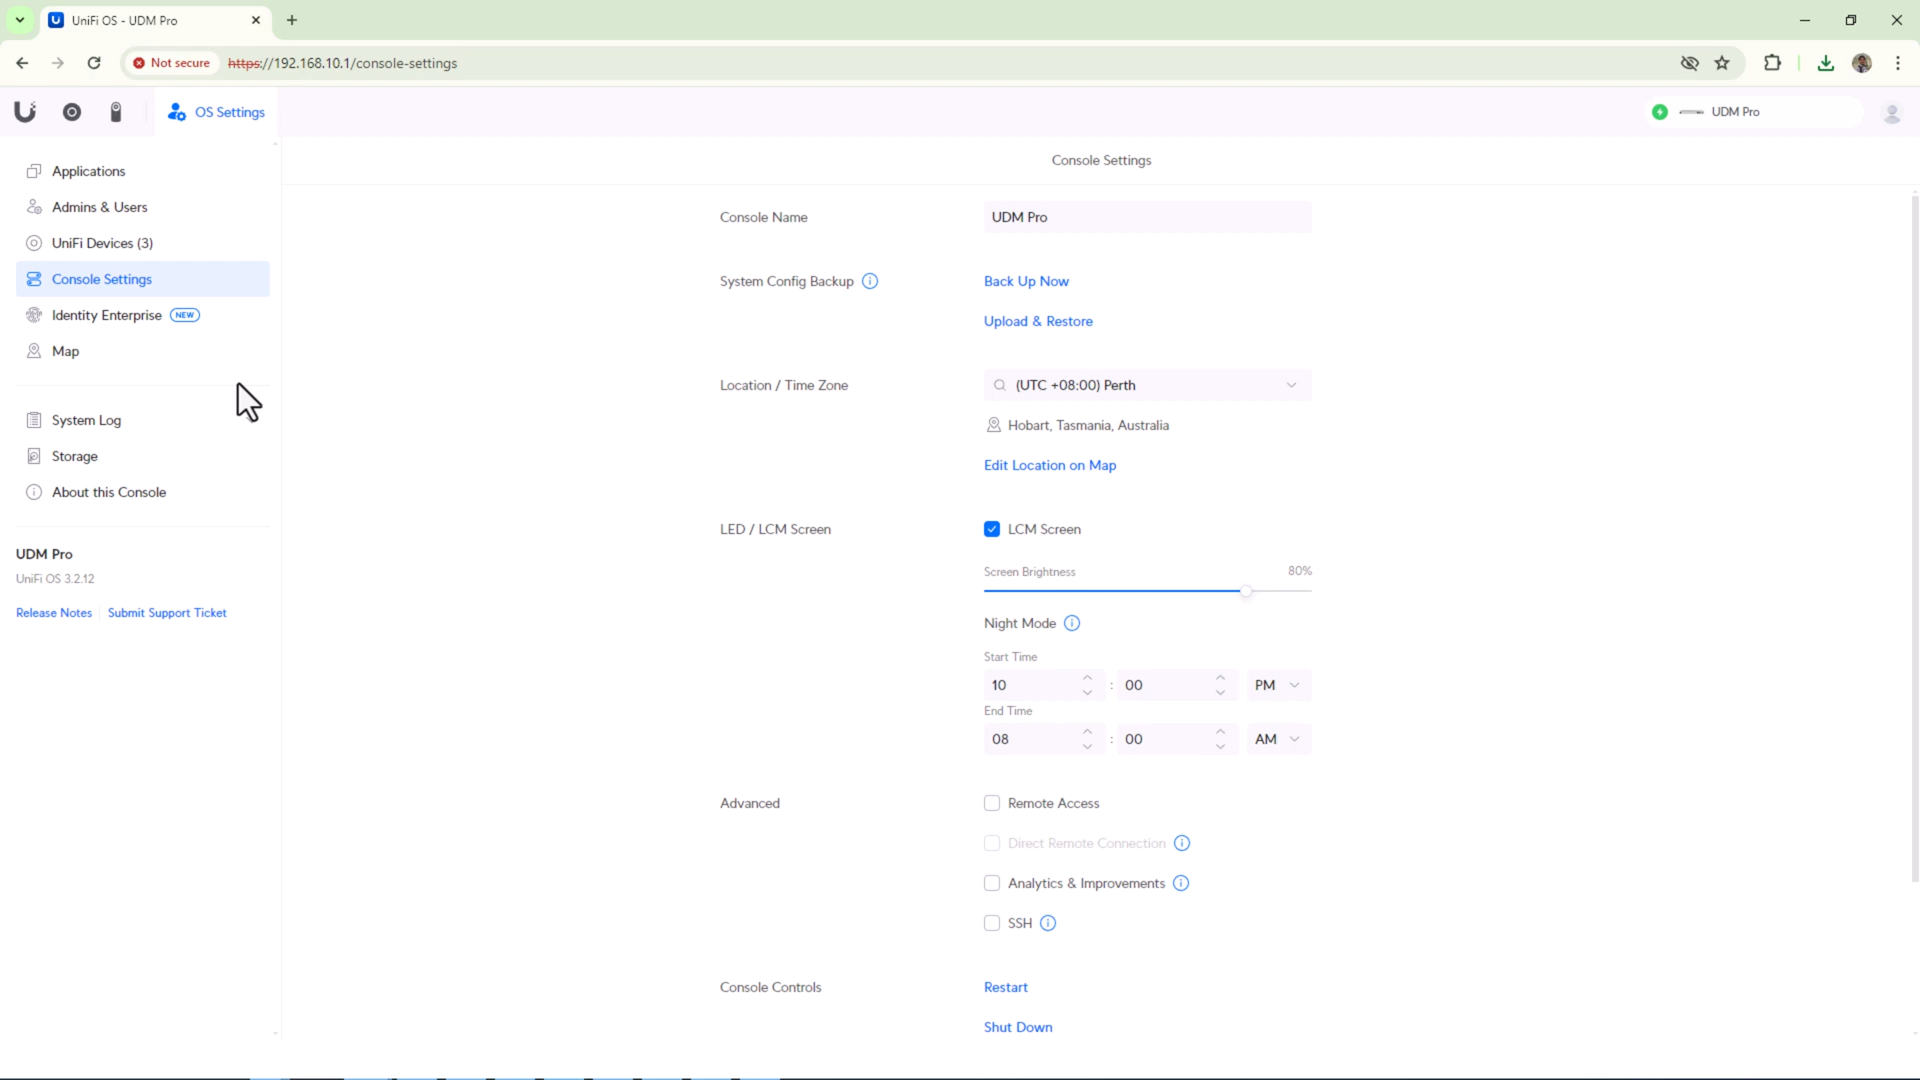 UniFi OS - UDM Pro
Not secure https://192.168.10.1/console-settings
OS Settings
UDM Pro
Applications
Admins & Users
UniFi Devices (3)
Console Settings
Identity Enterprise NEW
Map
System Log
Storage
About this Console
UDM Pro
UniFi OS 3.2.12
Release Notes Submit Support Ticket
Console Settings
Console Name UDM Pro
System Config Backup Back Up Now
Upload & Restore
Location / Time Zone (UTC +08:00) Perth
Hobart, Tasmania, Australia
Edit Location on Map
LED / LCM Screen LCM Screen
Screen Brightness 80%
Night Mode
Start Time
10 : 00 PM
End Time
08 : 00 AM
Advanced Remote Access
Direct Remote Connection
Analytics & Improvements
SSH
Console Controls Restart
Shut Down